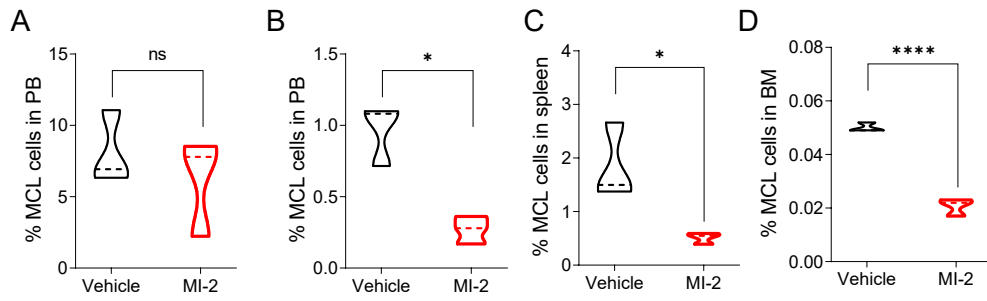 A
% MCL cells in PB
15
10
5
0
ns
Vehicle
MI-2
B
% MCL cells in PB
1.5
1.0
0.5
0.0
*
Vehicle
MI-2
C
% MCL cells in spleen
4
3
2
1
0
*
Vehicle
MI-2
D
% MCL cells in BM
0.08
0.06
0.04
0.02
0.00
****
Vehicle
MI-2